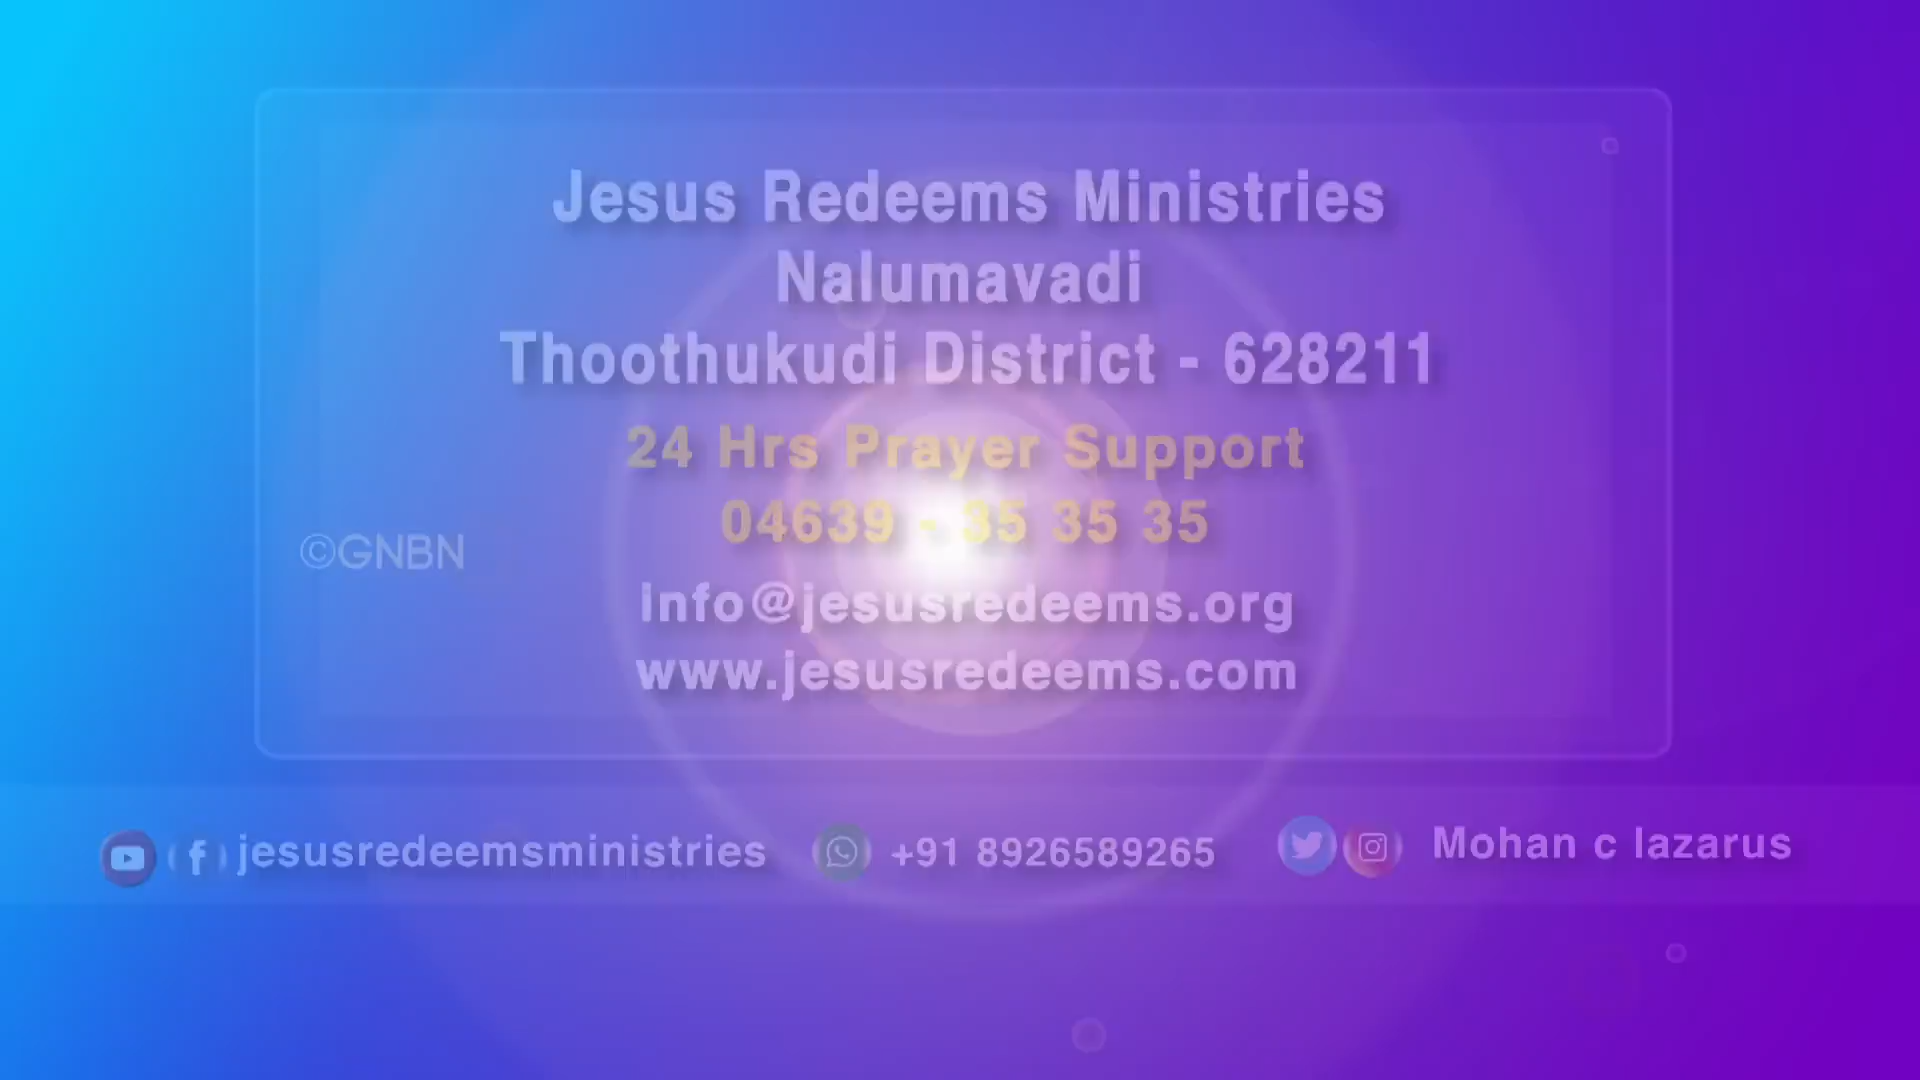 Jesus Redeems Ministries
Nalumavadi
Thoothukudi District - 628211
24 Hrs Prayer Support
04639 - 35 35 35
©GNBN
info@jesusredeems.org
www.jesusredeems.com
jesusredeemsministries
+91 8926589265
Mohan c lazarus